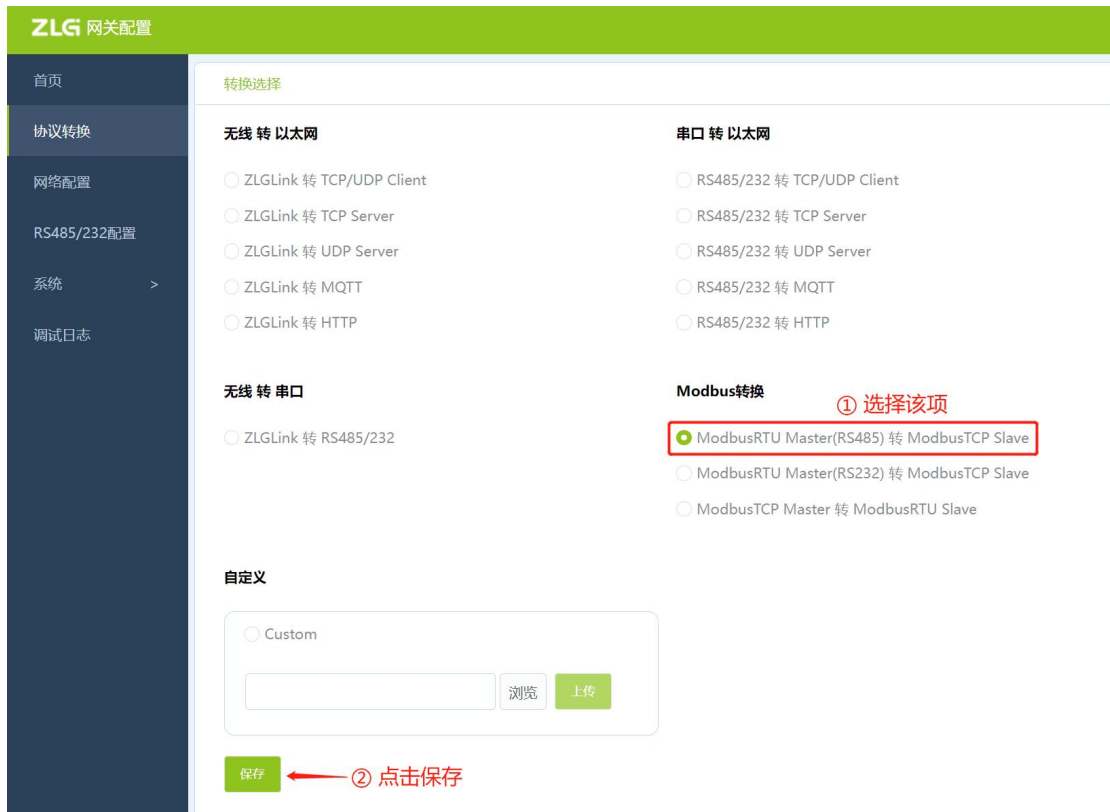 ZLG 网关配置
首页
协议转换
网络配置
RS485/232配置
系统 >
调试日志
转换选择
无线 转 以太网
ZLGLink 转 TCP/UDP Client
ZLGLink 转 TCP Server
ZLGLink 转 UDP Server
ZLGLink 转 MQTT
ZLGLink 转 HTTP
串口 转 以太网
RS485/232 转 TCP/UDP Client
RS485/232 转 TCP Server
RS485/232 转 UDP Server
RS485/232 转 MQTT
RS485/232 转 HTTP
无线 转 串口
ZLGLink 转 RS485/232
Modbus转换
① 选择该项
ModbusRTU Master(RS485) 转 ModbusTCP Slave
ModbusRTU Master(RS232) 转 ModbusTCP Slave
ModbusTCP Master 转 ModbusRTU Slave
自定义
Custom
浏览 上传
保存 ② 点击保存